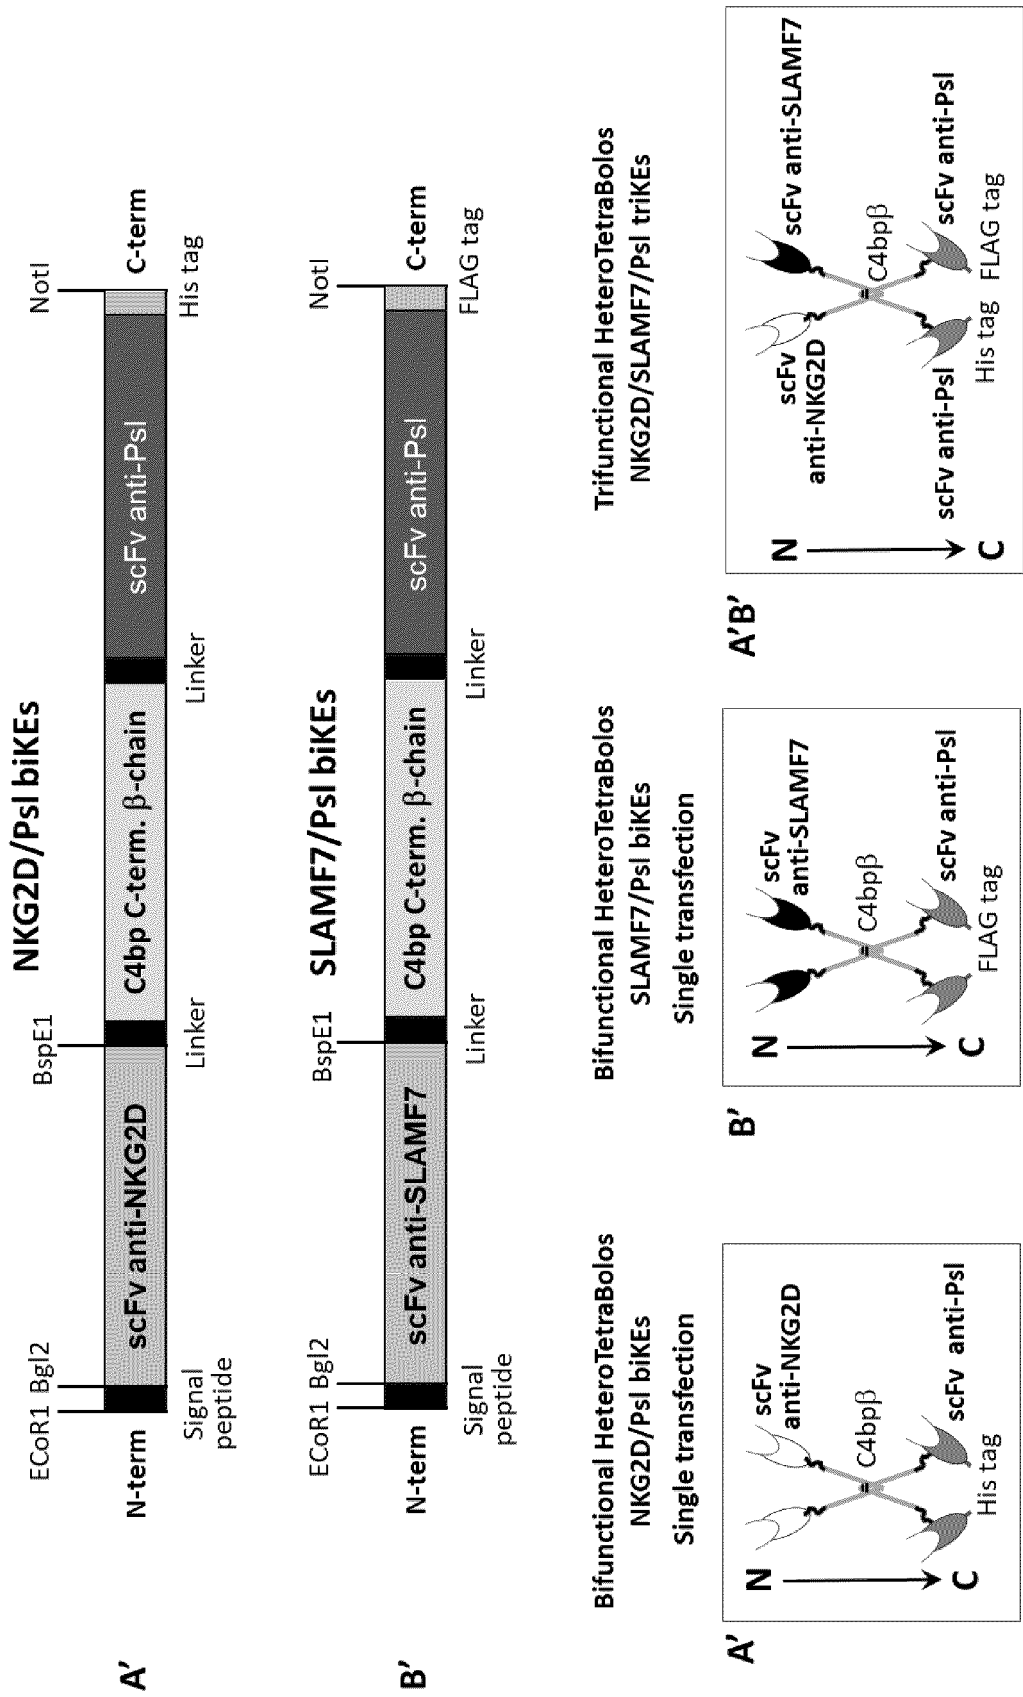 NKG2D/Psl biKEs
ECoR1
Bgl2
BspE1
NotI
A'
N-term
scFv anti-NKG2D
C4bp C-term. β-chain
scFv anti-Psl
C-term
Signal
peptide
Linker
Linker
His tag
SLAMF7/Psl biKEs
ECoR1
Bgl2
BspE1
NotI
B'
N-term
scFv anti-SLAMF7
C4bp C-term. β-chain
scFv anti-Psl
C-term
Signal
peptide
Linker
Linker
FLAG tag
Bifunctional HeteroTetraBolos
NKG2D/Psl biKEs
Single transfection
A'
N
C
scFv
anti-NKG2D
C4bpβ
scFv anti-Psl
His tag
Bifunctional HeteroTetraBolos
SLAMF7/Psl biKEs
Single transfection
B'
N
C
scFv
anti-SLAMF7
C4bpβ
scFv anti-Psl
FLAG tag
Trifunctional HeteroTetraBolos
NKG2D/SLAMF7/Psl triKEs
A'B'
N
C
scFv
anti-NKG2D
scFv anti-SLAMF7
C4bpβ
scFv anti-Psl
scFv anti-Psl
His tag
FLAG tag